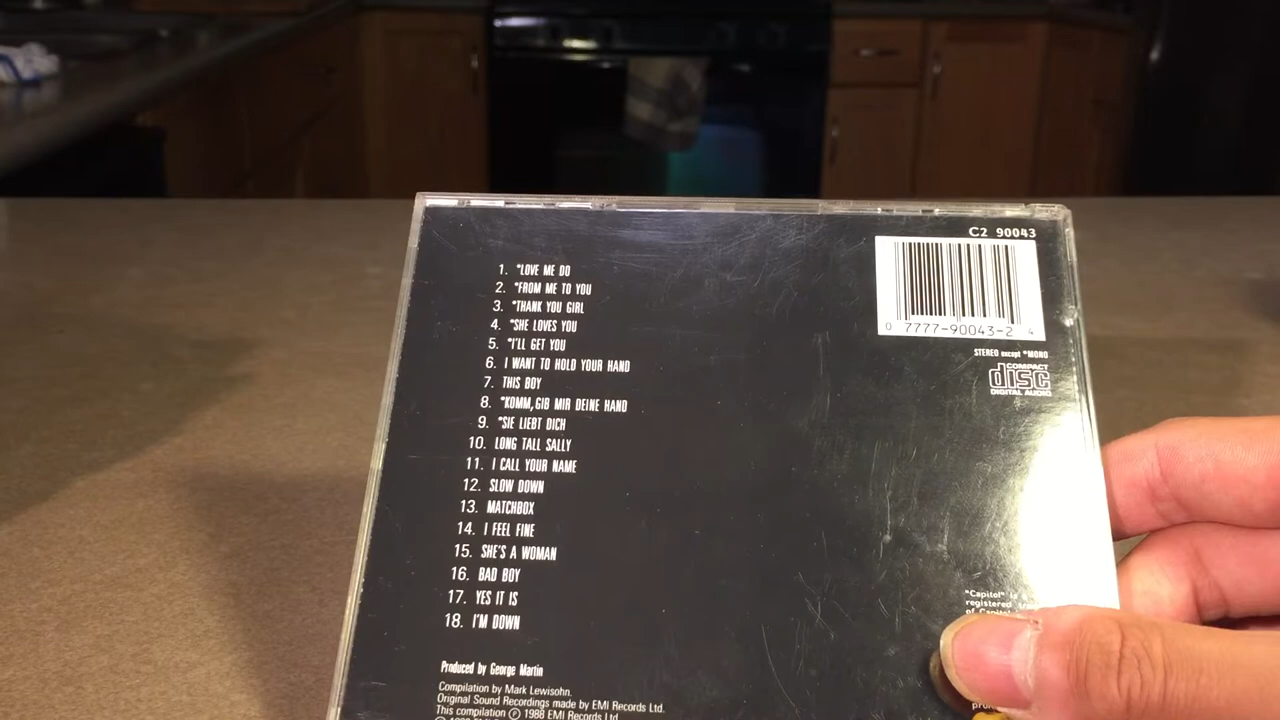 C2 90043
0 7777-90043-2 4
STEREO except *MONO
COMPACT
disc
DIGITAL AUDIO
1. *LOVE ME DO
2. *FROM ME TO YOU
3. *THANK YOU GIRL
4. *SHE LOVES YOU
5. *I'LL GET YOU
6. I WANT TO HOLD YOUR HAND
7. THIS BOY
8. *KOMM, GIB MIR DEINE HAND
9. *SIE LIEBT DICH
10. LONG TALL SALLY
11. I CALL YOUR NAME
12. SLOW DOWN
13. MATCHBOX
14. I FEEL FINE
15. SHE'S A WOMAN
16. BAD BOY
17. YES IT IS
18. I'M DOWN
"Capitol" is
registered
of Capitol
Produced by George Martin
Compilation by Mark Lewisohn.
Original Sound Recordings made by EMI Records Ltd.
This compilation ℗ 1988 EMI Records Ltd.